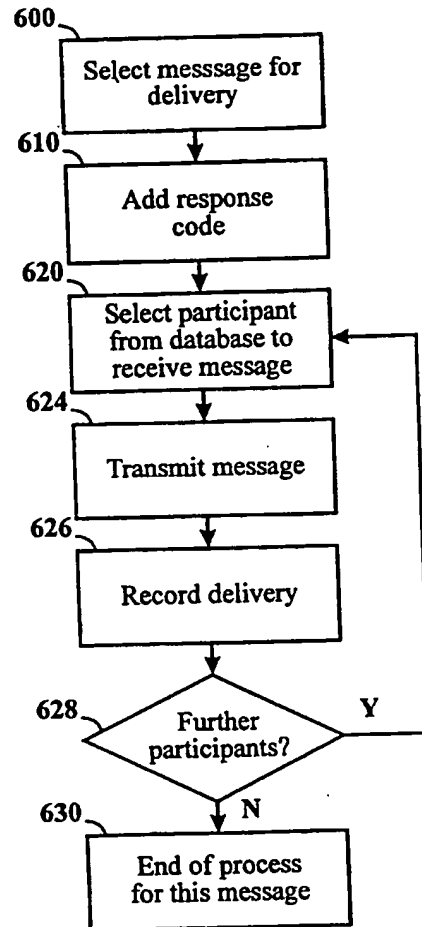 600
Select messsage for
delivery
610
Add response
code
620
Select participant
from database to
receive message
624
Transmit message
626
Record delivery
628
Further
participants?
Y
N
630
End of process
for this message